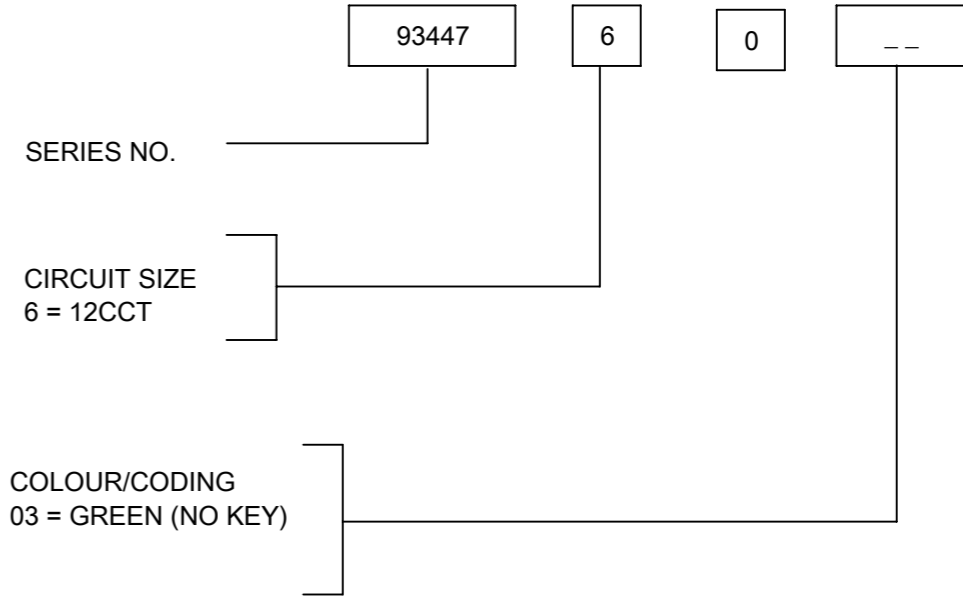 93447 6 0 _ _
SERIES NO.
CIRCUIT SIZE
6 = 12CCT
COLOUR/CODING
03 = GREEN (NO KEY)